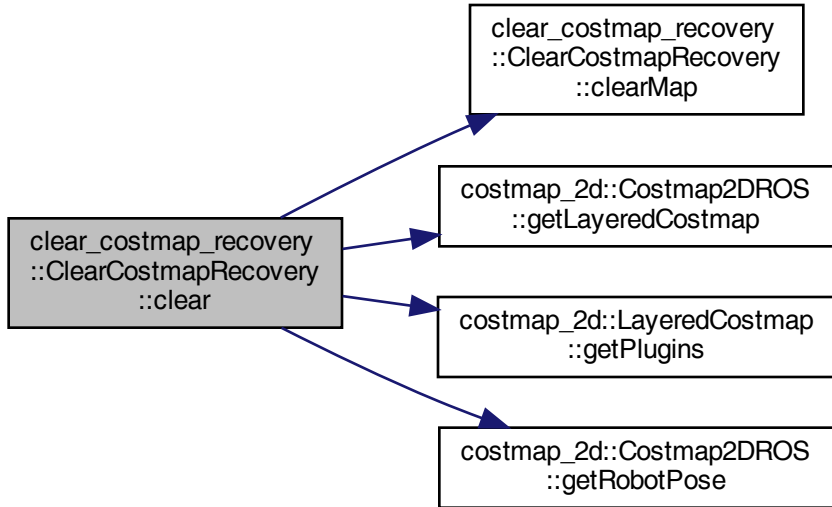 clear_costmap_recovery
::ClearCostmapRecovery
::clearMap
costmap_2d::Costmap2DROS
::getLayeredCostmap
clear_costmap_recovery
::ClearCostmapRecovery
::clear
costmap_2d::LayeredCostmap
::getPlugins
costmap_2d::Costmap2DROS
::getRobotPose